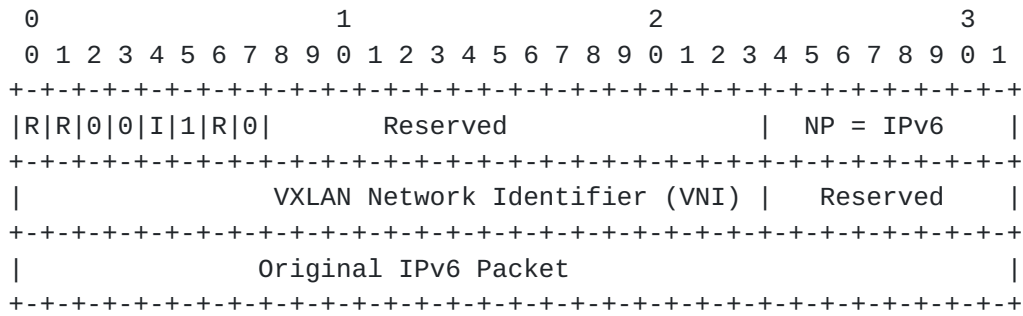 0                   1                   2                   3
 0 1 2 3 4 5 6 7 8 9 0 1 2 3 4 5 6 7 8 9 0 1 2 3 4 5 6 7 8 9 0 1
+-+-+-+-+-+-+-+-+-+-+-+-+-+-+-+-+-+-+-+-+-+-+-+-+-+-+-+-+-+-+-+-+
|R|R|0|0|I|1|R|0|       Reserved                |  NP = IPv6    |
+-+-+-+-+-+-+-+-+-+-+-+-+-+-+-+-+-+-+-+-+-+-+-+-+-+-+-+-+-+-+-+-+
|                VXLAN Network Identifier (VNI) |   Reserved    |
+-+-+-+-+-+-+-+-+-+-+-+-+-+-+-+-+-+-+-+-+-+-+-+-+-+-+-+-+-+-+-+-+
|               Original IPv6 Packet                            |
+-+-+-+-+-+-+-+-+-+-+-+-+-+-+-+-+-+-+-+-+-+-+-+-+-+-+-+-+-+-+-+-+